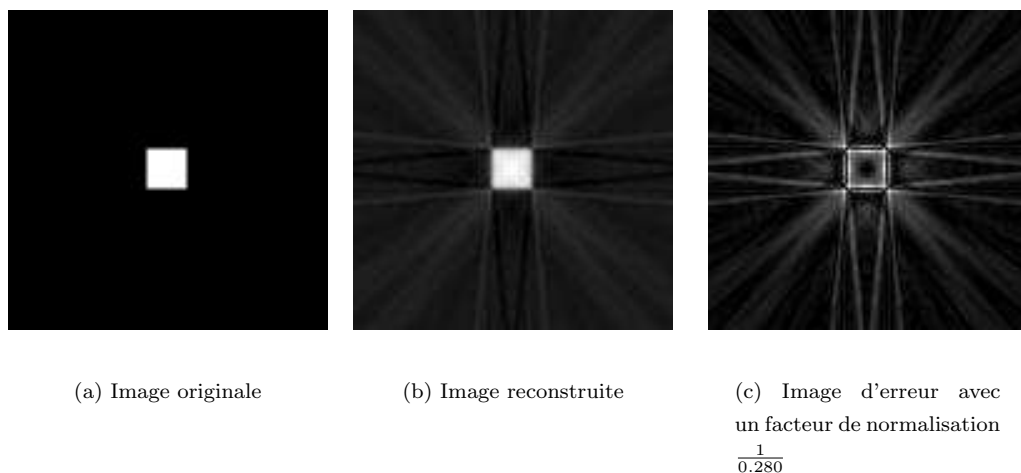 (a) Image originale
(b) Image reconstruite
(c) Image d'erreur avec
un facteur de normalisation
1
0.280